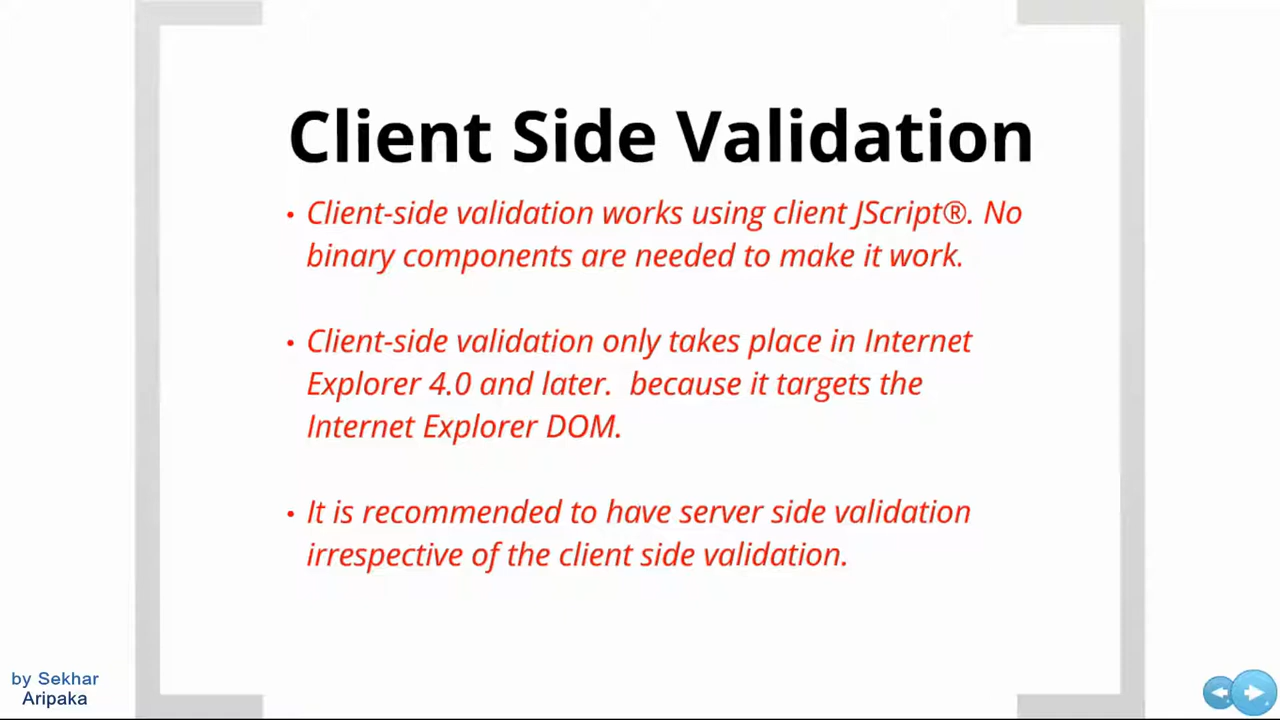 Client Side Validation
• Client-side validation works using client JScript®. No
binary components are needed to make it work.
• Client-side validation only takes place in Internet
Explorer 4.0 and later.  because it targets the
Internet Explorer DOM.
• It is recommended to have server side validation
irrespective of the client side validation.
by Sekhar
Aripaka